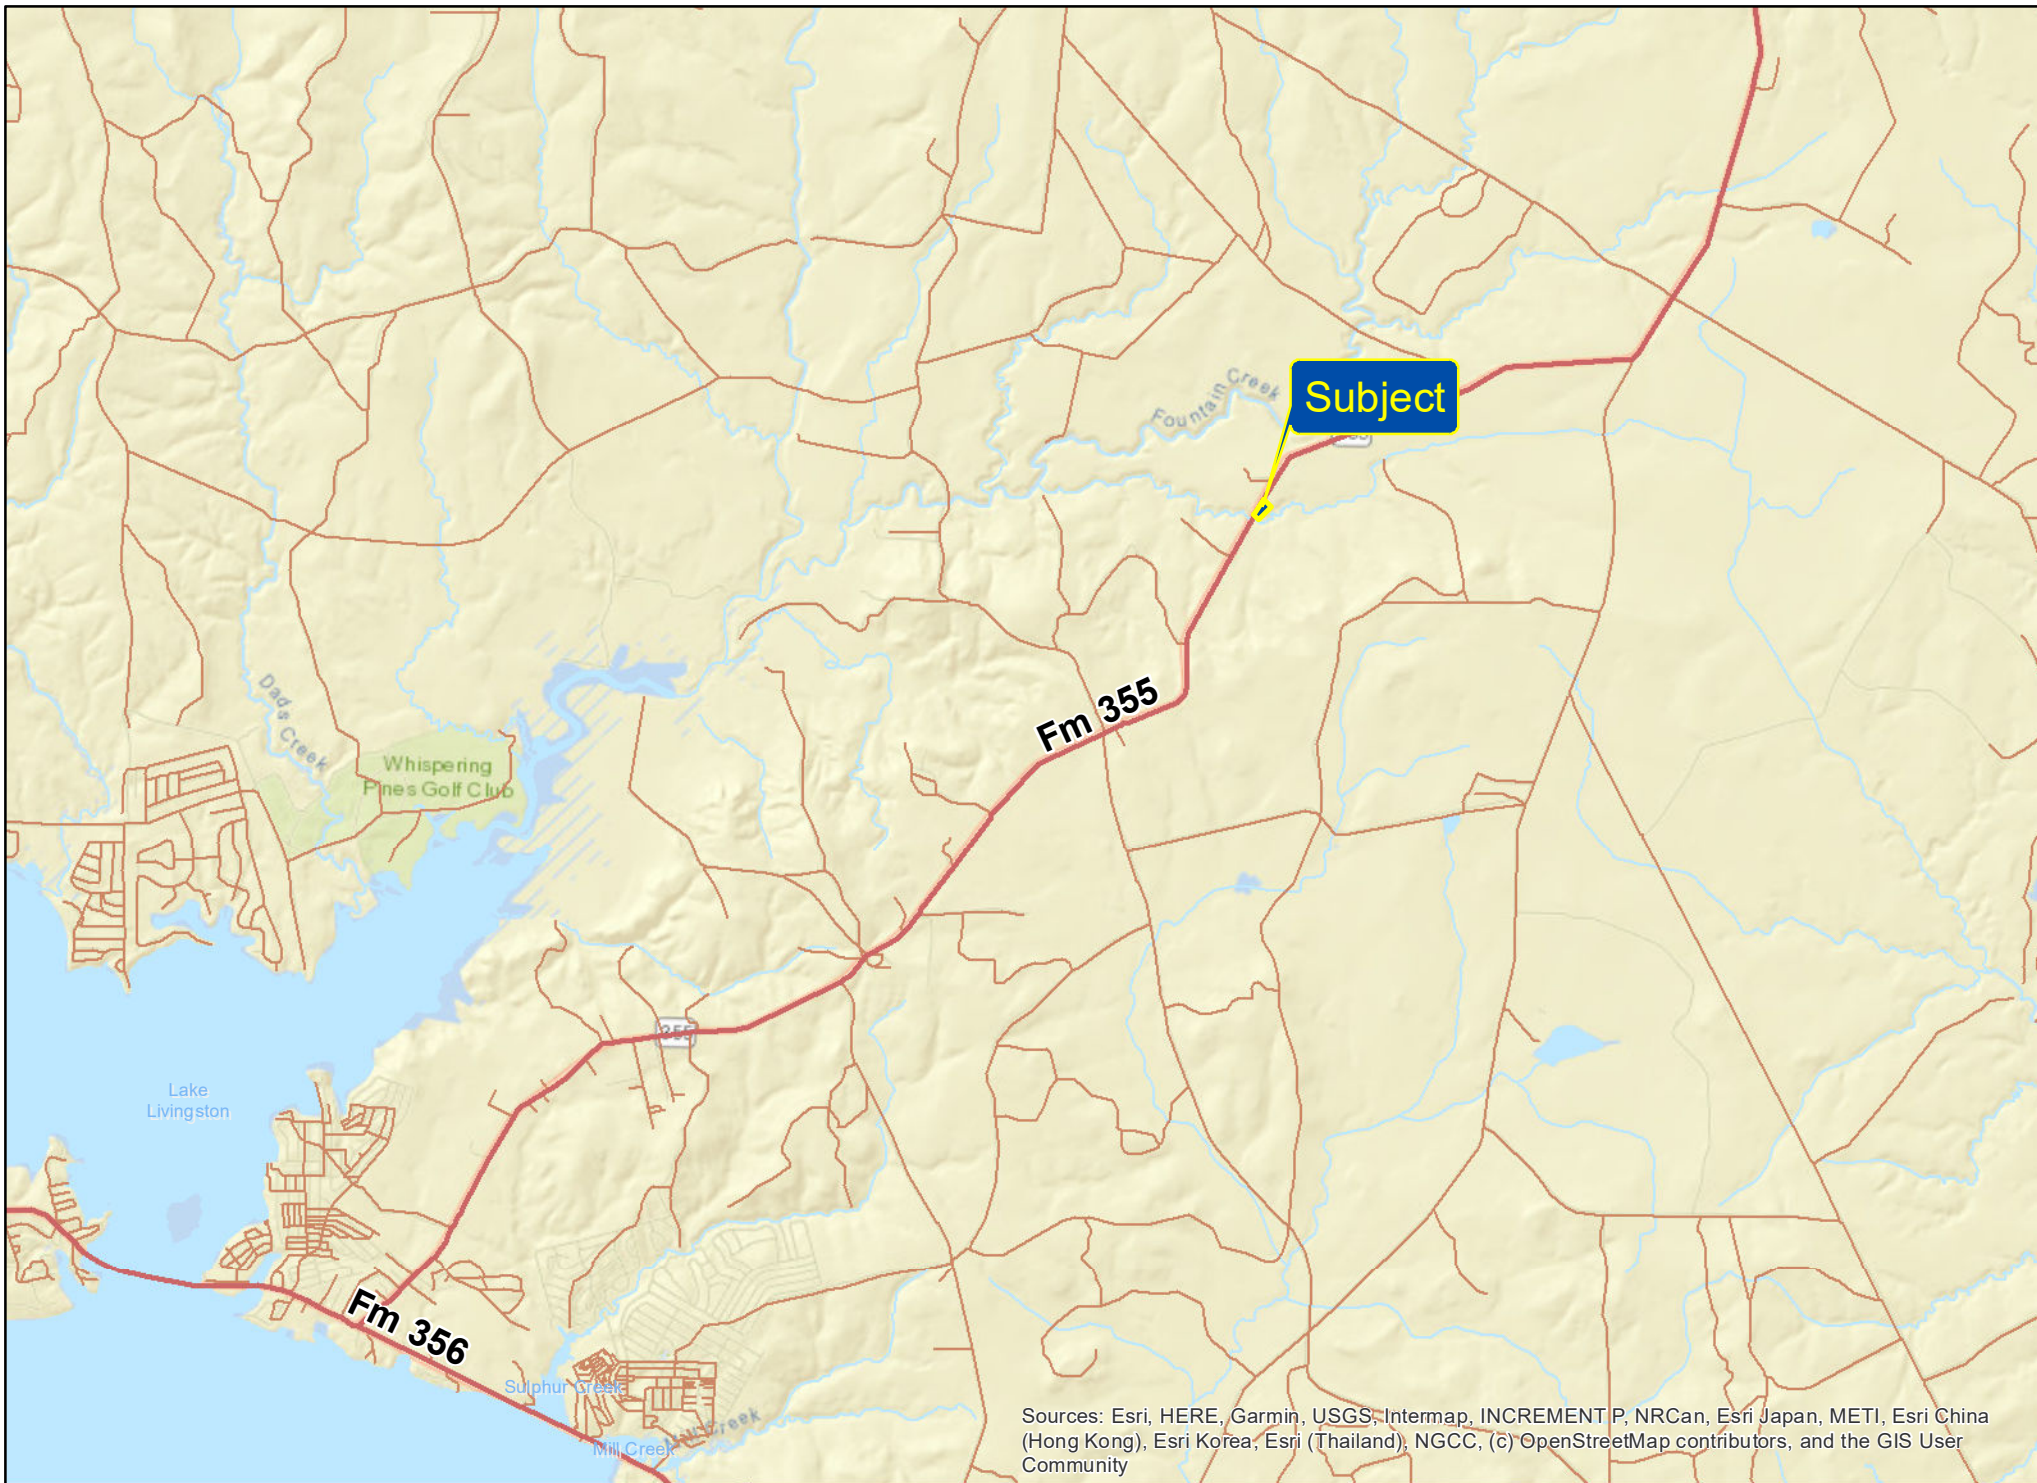 Fountain Creek
Subject
Fm 355
Dads Creek
Whispering
Pines Golf Club
355
Lake
Livingston
Fm 356
Sulphur Creek
Mill Creek
Mill Creek
Sources: Esri, HERE, Garmin, USGS, Intermap, INCREMENT P, NRCan, Esri Japan, METI, Esri China
(Hong Kong), Esri Korea, Esri (Thailand), NGCC, (c) OpenStreetMap contributors, and the GIS User
Community